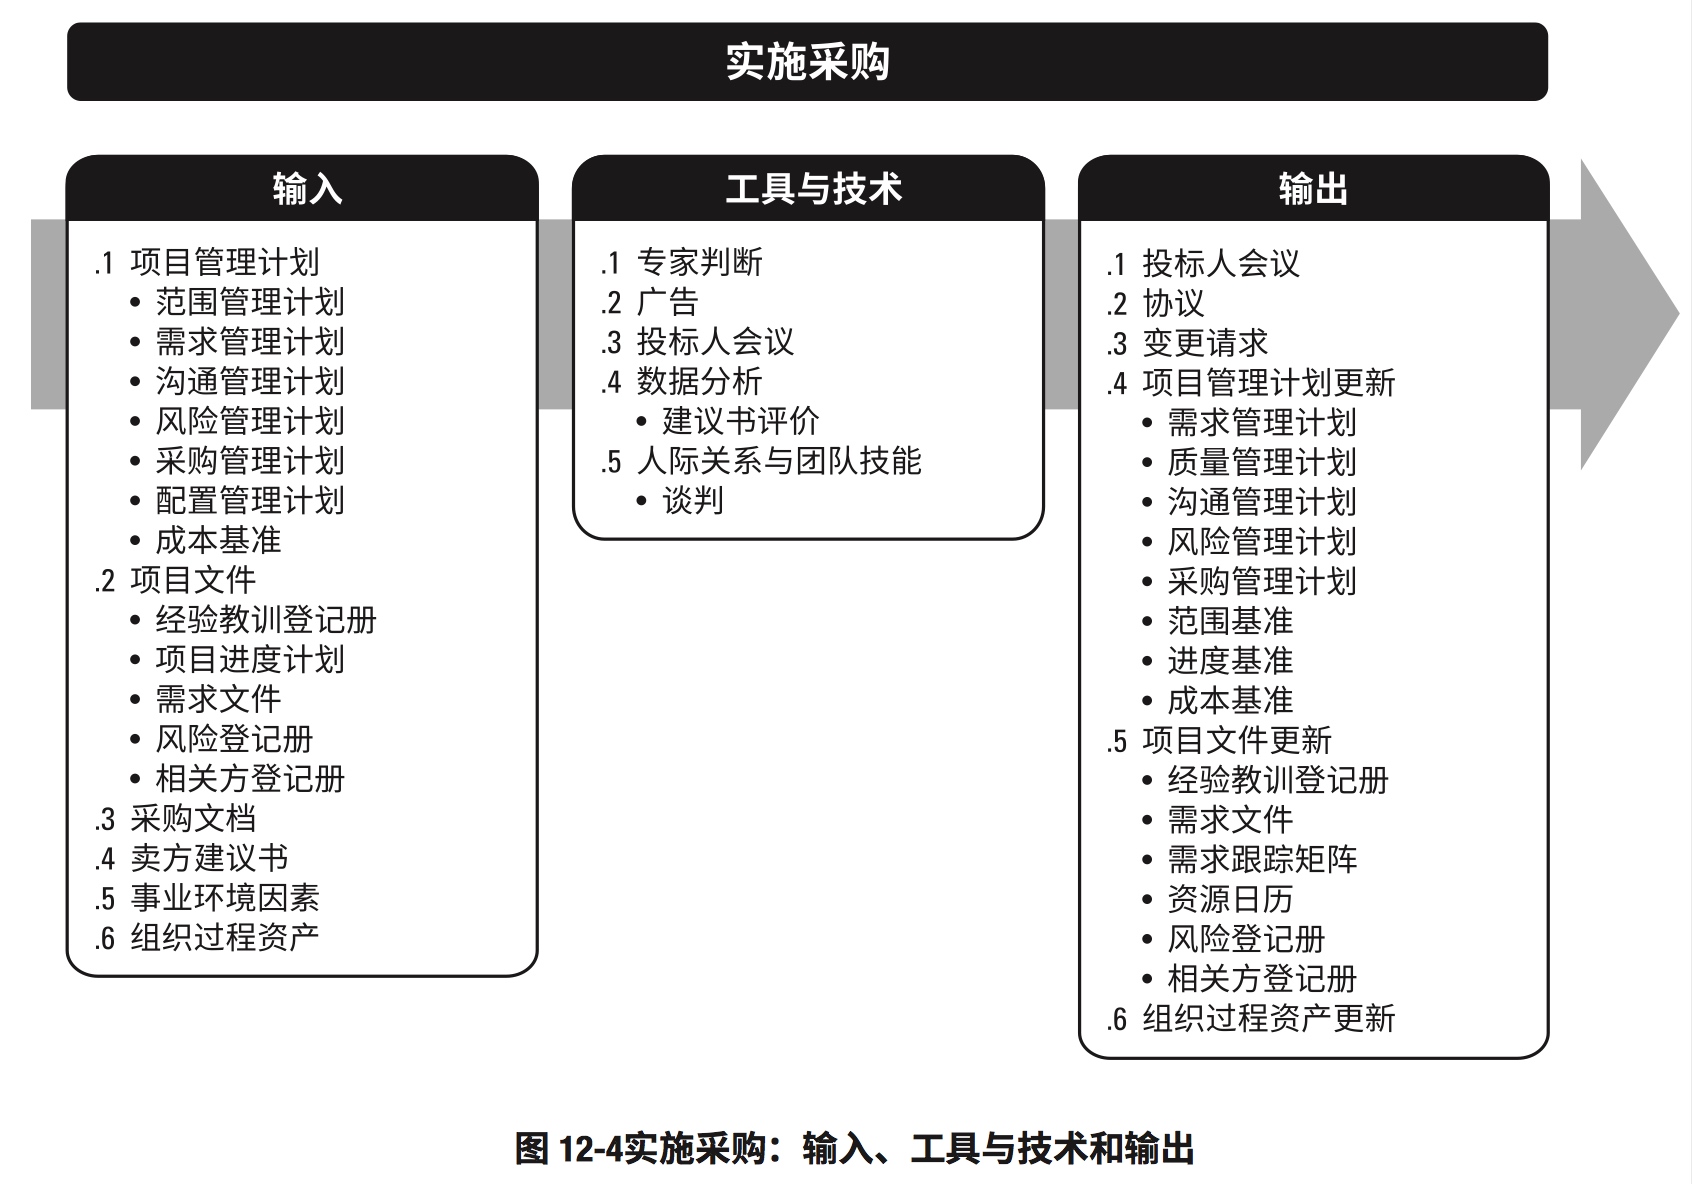 实施采购
输入
.1 项目管理计划
• 范围管理计划
• 需求管理计划
• 沟通管理计划
• 风险管理计划
• 采购管理计划
• 配置管理计划
• 成本基准
.2 项目文件
• 经验教训登记册
• 项目进度计划
• 需求文件
• 风险登记册
• 相关方登记册
.3 采购文档
.4 卖方建议书
.5 事业环境因素
.6 组织过程资产
工具与技术
.1 专家判断
.2 广告
.3 投标人会议
.4 数据分析
• 建议书评价
.5 人际关系与团队技能
• 谈判
输出
.1 投标人会议
.2 协议
.3 变更请求
.4 项目管理计划更新
• 需求管理计划
• 质量管理计划
• 沟通管理计划
• 风险管理计划
• 采购管理计划
• 范围基准
• 进度基准
• 成本基准
.5 项目文件更新
• 经验教训登记册
• 需求文件
• 需求跟踪矩阵
• 资源日历
• 风险登记册
• 相关方登记册
.6 组织过程资产更新
图 12-4实施采购：输入、工具与技术和输出